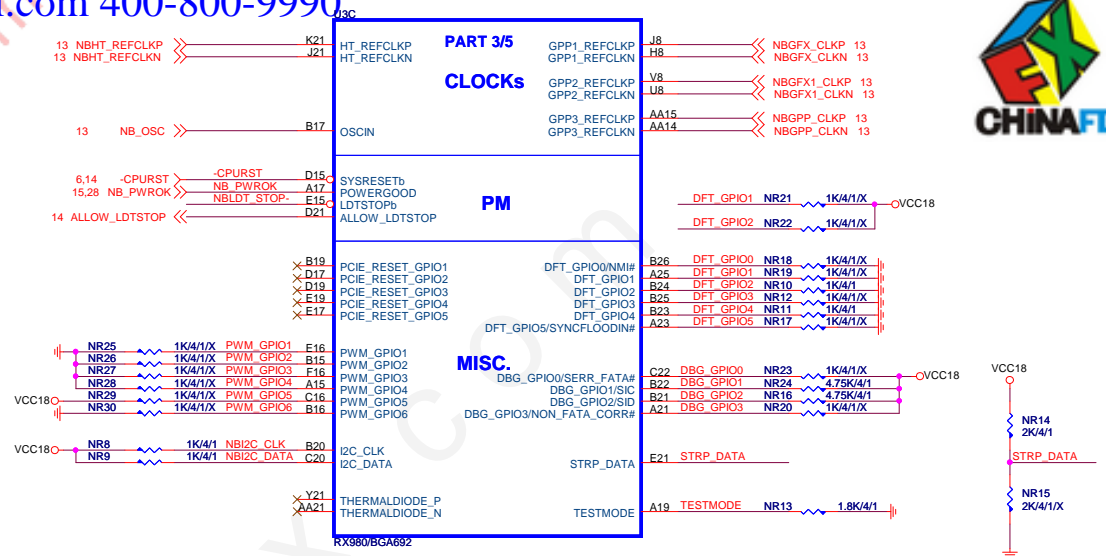 .com 400-800-9990
U3C
PART 3/5
CLOCKs
13 NBHT_REFCLKP K21 HT_REFCLKP
13 NBHT_REFCLKN J21 HT_REFCLKN
GPP1_REFCLKP J8 NBGFX_CLKP 13
GPP1_REFCLKN H8 NBGFX_CLKN 13
GPP2_REFCLKP V8 NBGFX1_CLKP 13
GPP2_REFCLKN U8 NBGFX1_CLKN 13
GPP3_REFCLKP AA15 NBGPP_CLKP 13
GPP3_REFCLKN AA14 NBGPP_CLKN 13
13 NB_OSC B17 OSCIN
CHINAFI
PM
6,14 -CPURST -CPURST D15 SYSRESETb
15,28 NB_PWROK NB_PWROK A17 POWERGOOD
NBLDT_STOP- E15 LDTSTOPb
14 ALLOW_LDTSTOP D21 ALLOW_LDTSTOP
DFT_GPIO1 NR21 1K/4/1/X VCC18
DFT_GPIO2 NR22 1K/4/1/X
MISC.
B19 PCIE_RESET_GPIO1
D17 PCIE_RESET_GPIO2
D19 PCIE_RESET_GPIO3
E19 PCIE_RESET_GPIO4
E17 PCIE_RESET_GPIO5
DFT_GPIO0/NMI# B26 DFT_GPIO0 NR18 1K/4/1/X
DFT_GPIO1 A25 DFT_GPIO1 NR19 1K/4/1/X
DFT_GPIO2 B24 DFT_GPIO2 NR10 1K/4/1
DFT_GPIO3 B25 DFT_GPIO3 NR12 1K/4/1/X
DFT_GPIO4 B23 DFT_GPIO4 NR11 1K/4/1
DFT_GPIO5/SYNCFLOODIN# A23 DFT_GPIO5 NR17 1K/4/1/X
NR25 1K/4/1/X PWM_GPIO1 E16 PWM_GPIO1
NR26 1K/4/1/X PWM_GPIO2 B15 PWM_GPIO2
NR27 1K/4/1/X PWM_GPIO3 F16 PWM_GPIO3
NR28 1K/4/1/X PWM_GPIO4 A15 PWM_GPIO4
VCC18 NR29 1K/4/1/X PWM_GPIO5 C16 PWM_GPIO5
NR30 1K/4/1/X PWM_GPIO6 B16 PWM_GPIO6
DBG_GPIO0/SERR_FATA# C22 DBG_GPIO0 NR23 1K/4/1/X VCC18
DBG_GPIO1/SIC B22 DBG_GPIO1 NR24 4.75K/4/1
DBG_GPIO2/SID B21 DBG_GPIO2 NR16 4.75K/4/1
DBG_GPIO3/NON_FATA_CORR# A21 DBG_GPIO3 NR20 1K/4/1/X
VCC18 NR8 1K/4/1 NBI2C_CLK B20 I2C_CLK
NR9 1K/4/1 NBI2C_DATA C20 I2C_DATA
STRP_DATA E21 STRP_DATA
VCC18
NR14
2K/4/1
STRP_DATA
NR15
2K/4/1/X
Y21 THERMALDIODE_P
AA21 THERMALDIODE_N
TESTMODE A19 TESTMODE NR13 1.8K/4/1
RX980/BGA692